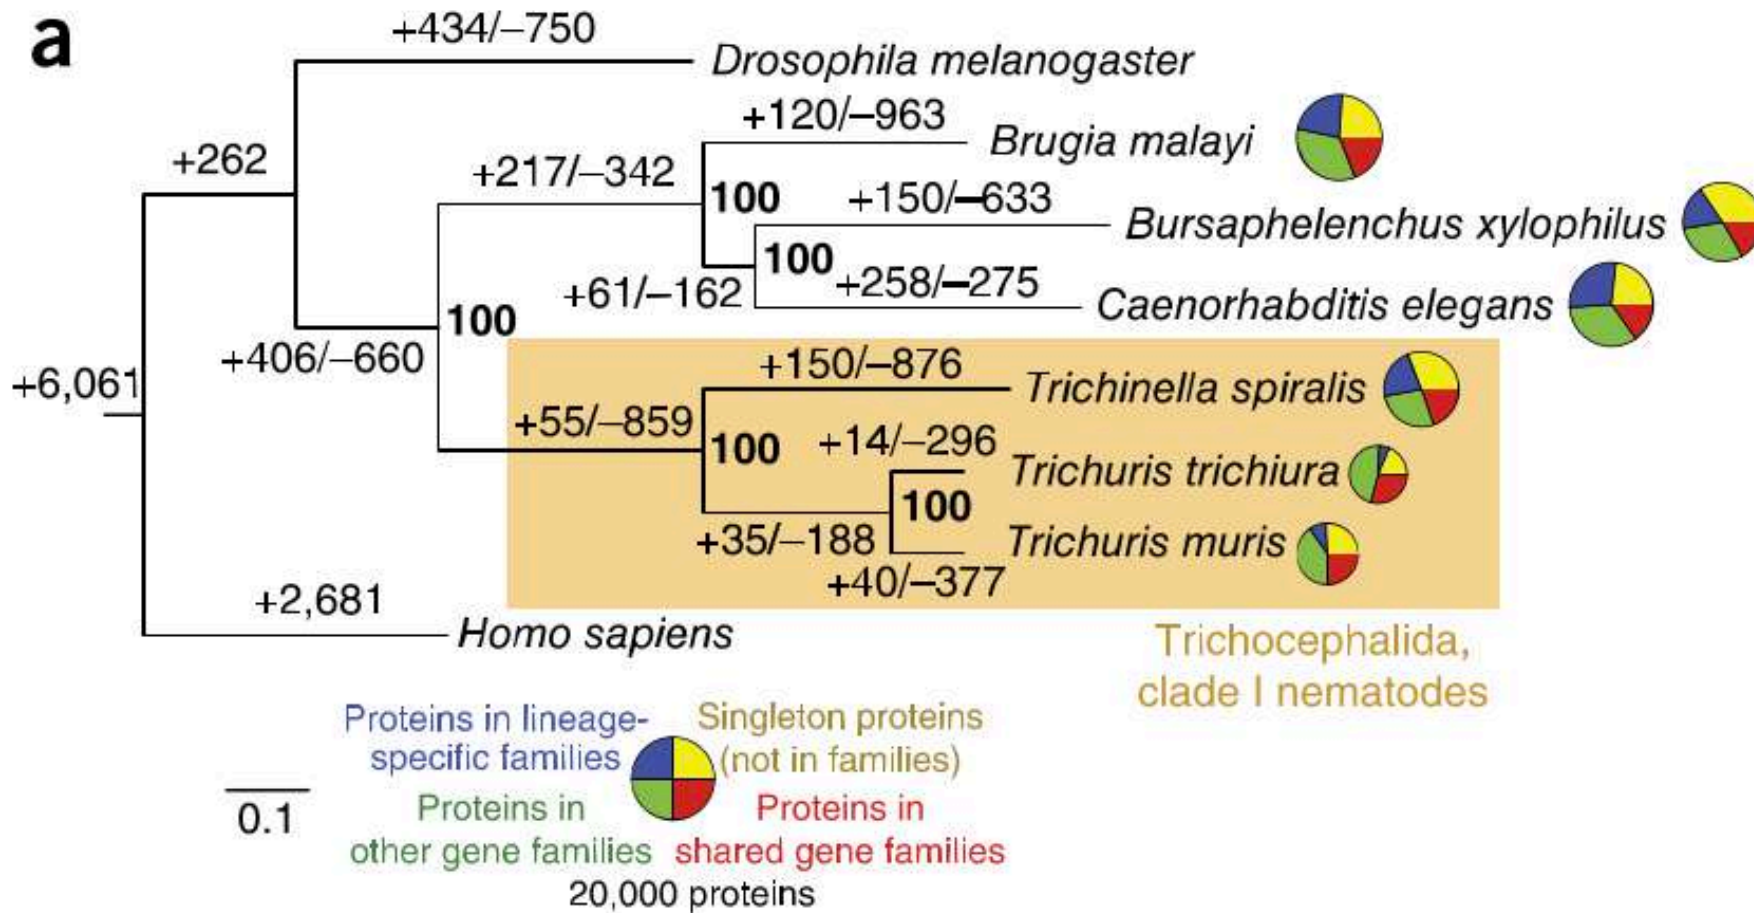 a
+434/–750
Drosophila melanogaster
+120/–963
Brugia malayi
+262
+217/–342
100
+150/–633
Bursaphelenchus xylophilus
100
+61/–162
+258/–275
Caenorhabditis elegans
100
+406/–660
+6,061
+150/–876
Trichinella spiralis
+55/–859
100
+14/–296
Trichuris trichiura
100
+35/–188
Trichuris muris
+40/–377
+2,681
Homo sapiens
Trichocephalida,
clade I nematodes
Proteins in lineage-
specific families
Singleton proteins
(not in families)
Proteins in
other gene families
Proteins in
shared gene families
20,000 proteins
0.1